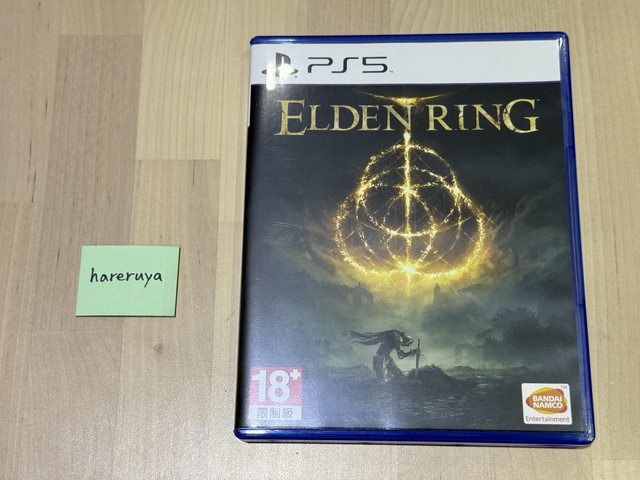 PS5
ELDEN RING
hareruya
18+
限制級
BANDAI
NAMCO
Entertainment